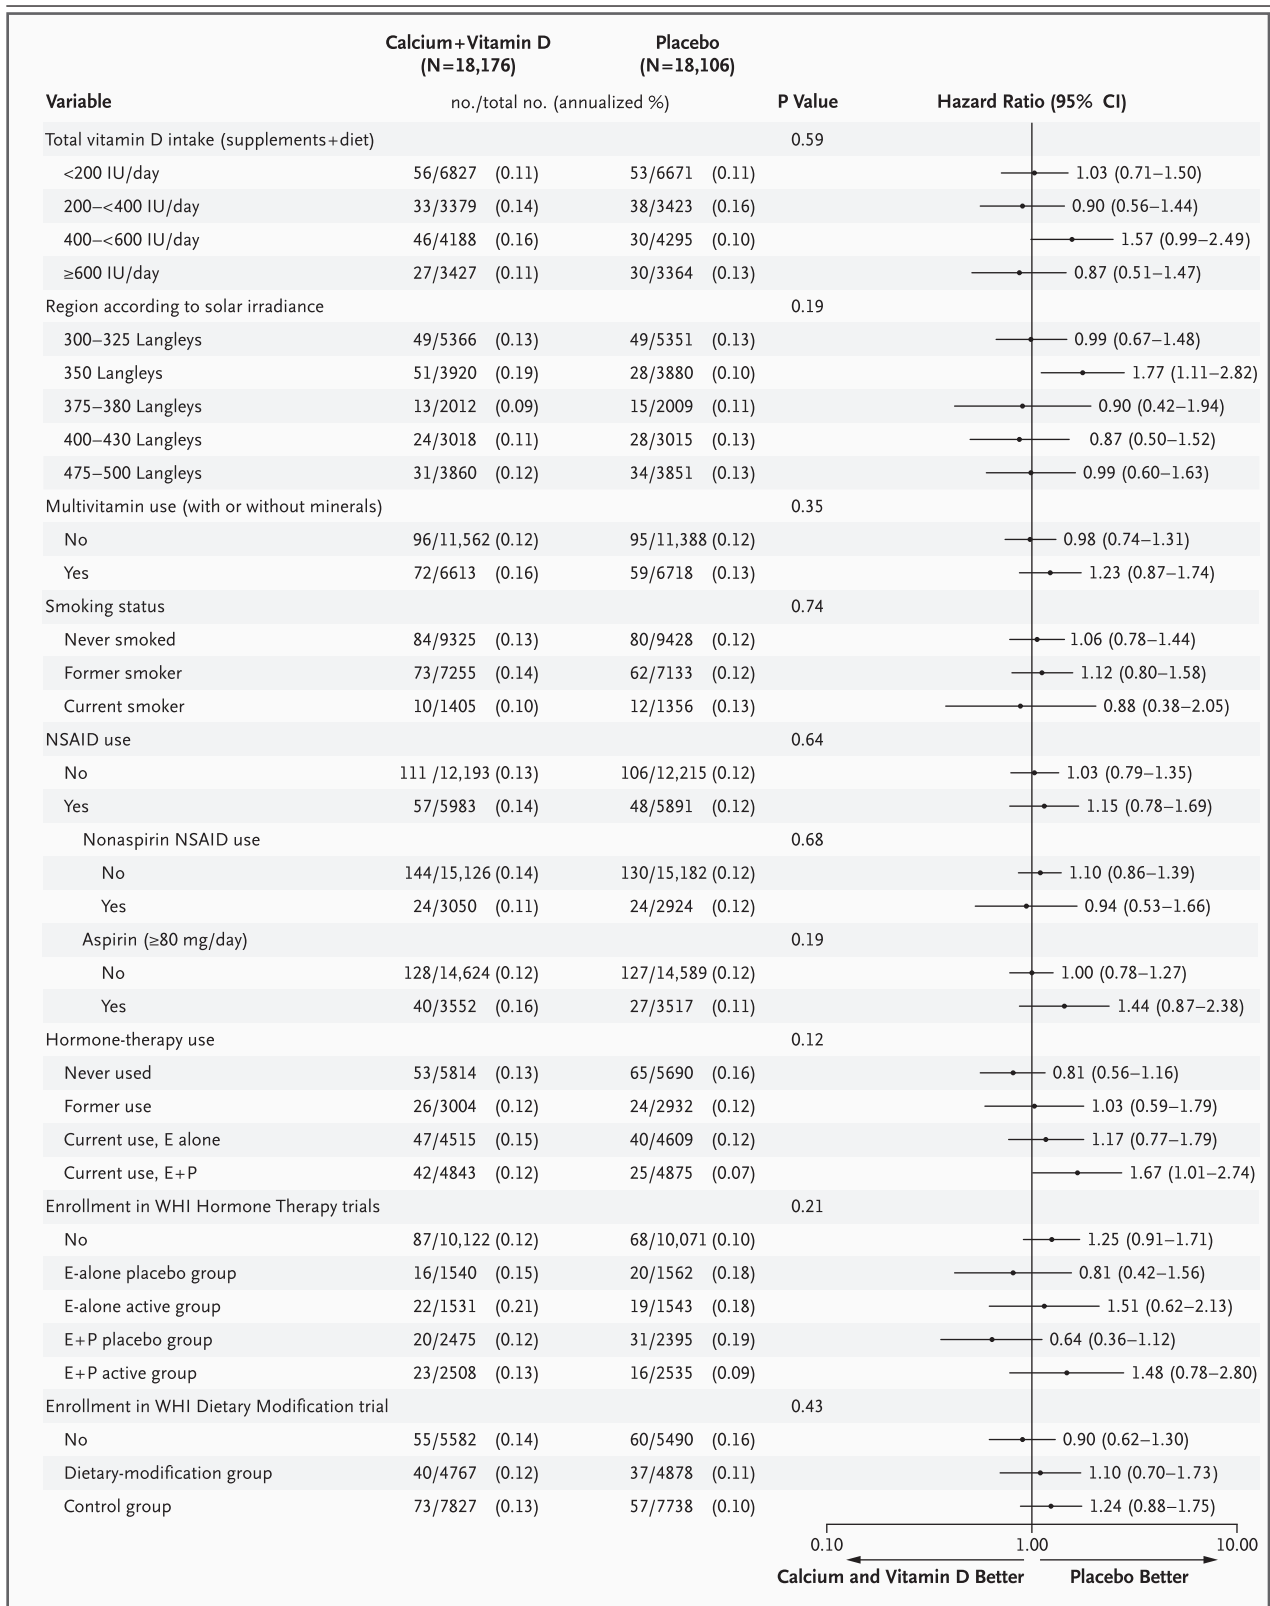 Calcium+Vitamin D Placebo
(N=18,176) (N=18,106)
Variable no./total no. (annualized %) P Value Hazard Ratio (95% CI)
Total vitamin D intake (supplements+diet) 0.59
<200 IU/day 56/6827 (0.11) 53/6671 (0.11) 1.03 (0.71–1.50)
200–<400 IU/day 33/3379 (0.14) 38/3423 (0.16) 0.90 (0.56–1.44)
400–<600 IU/day 46/4188 (0.16) 30/4295 (0.10) 1.57 (0.99–2.49)
≥600 IU/day 27/3427 (0.11) 30/3364 (0.13) 0.87 (0.51–1.47)
Region according to solar irradiance 0.19
300–325 Langleys 49/5366 (0.13) 49/5351 (0.13) 0.99 (0.67–1.48)
350 Langleys 51/3920 (0.19) 28/3880 (0.10) 1.77 (1.11–2.82)
375–380 Langleys 13/2012 (0.09) 15/2009 (0.11) 0.90 (0.42–1.94)
400–430 Langleys 24/3018 (0.11) 28/3015 (0.13) 0.87 (0.50–1.52)
475–500 Langleys 31/3860 (0.12) 34/3851 (0.13) 0.99 (0.60–1.63)
Multivitamin use (with or without minerals) 0.35
No 96/11,562 (0.12) 95/11,388 (0.12) 0.98 (0.74–1.31)
Yes 72/6613 (0.16) 59/6718 (0.13) 1.23 (0.87–1.74)
Smoking status 0.74
Never smoked 84/9325 (0.13) 80/9428 (0.12) 1.06 (0.78–1.44)
Former smoker 73/7255 (0.14) 62/7133 (0.12) 1.12 (0.80–1.58)
Current smoker 10/1405 (0.10) 12/1356 (0.13) 0.88 (0.38–2.05)
NSAID use 0.64
No 111 /12,193 (0.13) 106/12,215 (0.12) 1.03 (0.79–1.35)
Yes 57/5983 (0.14) 48/5891 (0.12) 1.15 (0.78–1.69)
Nonaspirin NSAID use 0.68
No 144/15,126 (0.14) 130/15,182 (0.12) 1.10 (0.86–1.39)
Yes 24/3050 (0.11) 24/2924 (0.12) 0.94 (0.53–1.66)
Aspirin (≥80 mg/day) 0.19
No 128/14,624 (0.12) 127/14,589 (0.12) 1.00 (0.78–1.27)
Yes 40/3552 (0.16) 27/3517 (0.11) 1.44 (0.87–2.38)
Hormone-therapy use 0.12
Never used 53/5814 (0.13) 65/5690 (0.16) 0.81 (0.56–1.16)
Former use 26/3004 (0.12) 24/2932 (0.12) 1.03 (0.59–1.79)
Current use, E alone 47/4515 (0.15) 40/4609 (0.12) 1.17 (0.77–1.79)
Current use, E+P 42/4843 (0.12) 25/4875 (0.07) 1.67 (1.01–2.74)
Enrollment in WHI Hormone Therapy trials 0.21
No 87/10,122 (0.12) 68/10,071 (0.10) 1.25 (0.91–1.71)
E-alone placebo group 16/1540 (0.15) 20/1562 (0.18) 0.81 (0.42–1.56)
E-alone active group 22/1531 (0.21) 19/1543 (0.18) 1.51 (0.62–2.13)
E+P placebo group 20/2475 (0.12) 31/2395 (0.19) 0.64 (0.36–1.12)
E+P active group 23/2508 (0.13) 16/2535 (0.09) 1.48 (0.78–2.80)
Enrollment in WHI Dietary Modification trial 0.43
No 55/5582 (0.14) 60/5490 (0.16) 0.90 (0.62–1.30)
Dietary-modification group 40/4767 (0.12) 37/4878 (0.11) 1.10 (0.70–1.73)
Control group 73/7827 (0.13) 57/7738 (0.10) 1.24 (0.88–1.75)
0.10 1.00 10.00
Calcium and Vitamin D Better Placebo Better